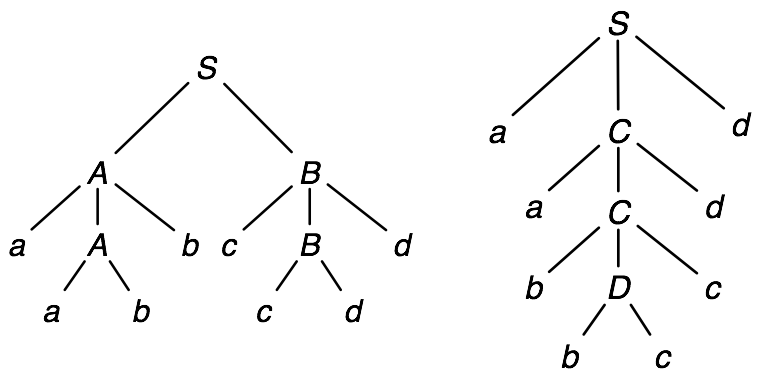 S
A B
a A b c B d
a b c d
S
a C d
a C d
b D c
b c